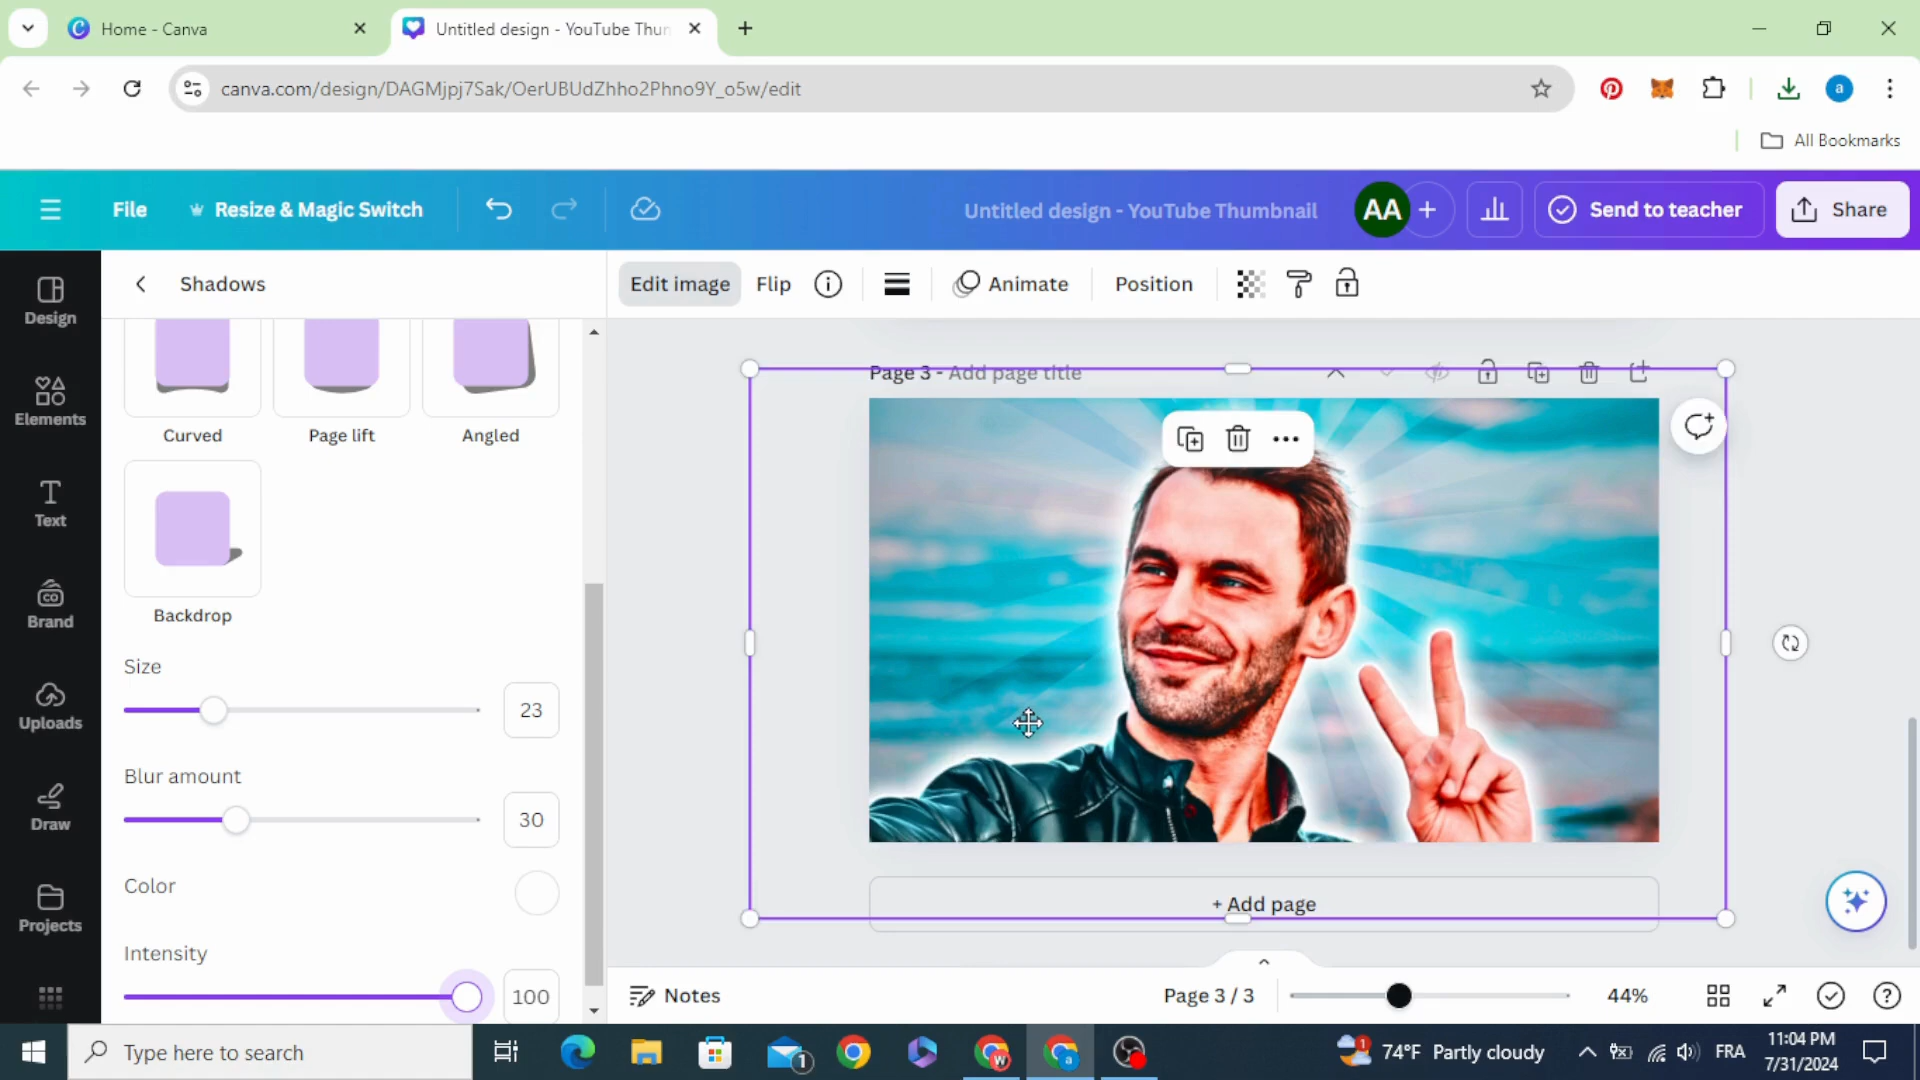 Home - Canva
Untitled design - YouTube Thun
canva.com/design/DAGMjpj7Sak/OerUBUdZhho2Phno9Y_o5w/edit
a
All Bookmarks
File
Resize & Magic Switch
Untitled design - YouTube Thumbnail
AA
Send to teacher
Share
Design
Elements
Text
Brand
Uploads
Draw
Projects
Shadows
Curved
Page lift
Angled
Backdrop
Size
23
Blur amount
30
Color
Intensity
100
Edit image
Flip
Animate
Position
Page 3 - Add page title
+ Add page
Notes
Page 3 / 3
44%
Type here to search
1
1
74°F Partly cloudy
FRA
11:04 PM
7/31/2024